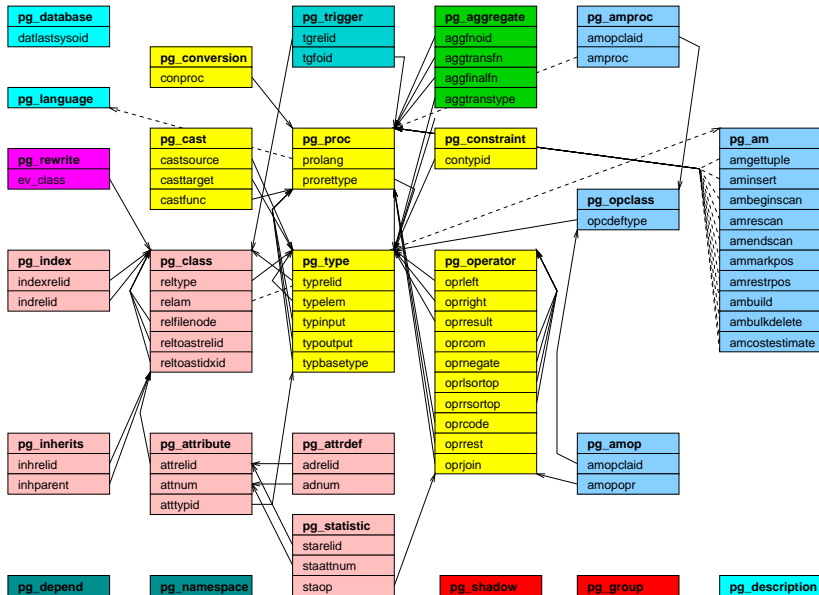 pg_database
datlastsysoid
pg_language
pg_rewrite
ev_class
pg_index
indexrelid
indrelid
pg_inherits
inhrelid
inhparent
pg_depend
pg_conversion
conproc
pg_cast
castsource
casttarget
castfunc
pg_class
reltype
relam
relfilenode
reltoastrelid
reltoastidxid
pg_attribute
attrelid
attnum
atttypid
pg_namespace
pg_trigger
tgrelid
tgfoid
pg_proc
prolang
prorettype
pg_type
typrelid
typelem
typinput
typoutput
typbasetype
pg_attrdef
adrelid
adnum
pg_statistic
starelid
staattnum
staop
pg_aggregate
aggfnoid
aggtransfn
aggfinalfn
aggtranstype
pg_constraint
contypid
pg_operator
oprleft
oprright
oprresult
oprcom
oprnegate
oprlsortop
oprrsortop
oprcode
oprrest
oprjoin
pg_shadow
pg_amproc
amopclaid
amproc
pg_opclass
opcdeftype
pg_amop
amopclaid
amopopr
pg_group
pg_am
amgettuple
aminsert
ambeginscan
amrescan
amendscan
ammarkpos
amrestrpos
ambuild
ambulkdelete
amcostestimate
pg_description